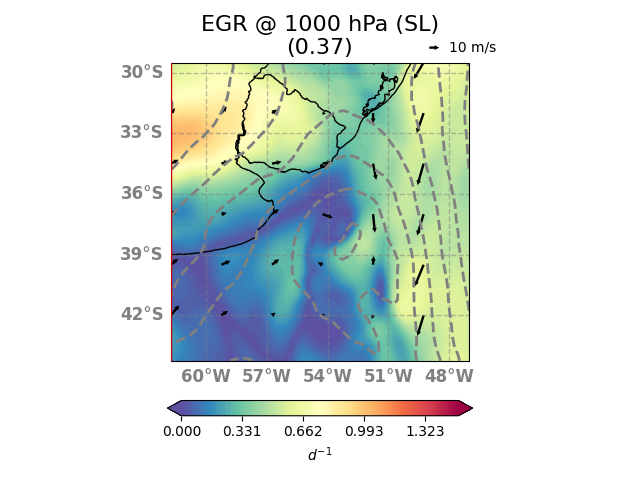 EGR @ 1000 hPa (SL)
(0.37)
10 m/s
30°S
33°S
36°S
39°S
42°S
60°W 57°W 54°W 51°W 48°W
0.000 0.331 0.662 0.993 1.323
d⁻¹